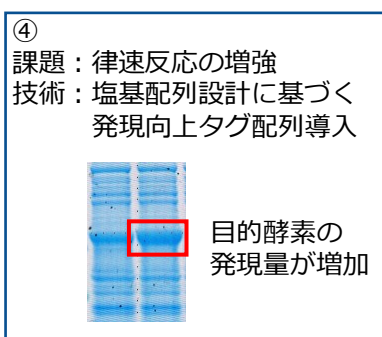 ④
課題：律速反応の増強
技術：塩基配列設計に基づく
発現向上タグ配列導入
目的酵素の
発現量が増加